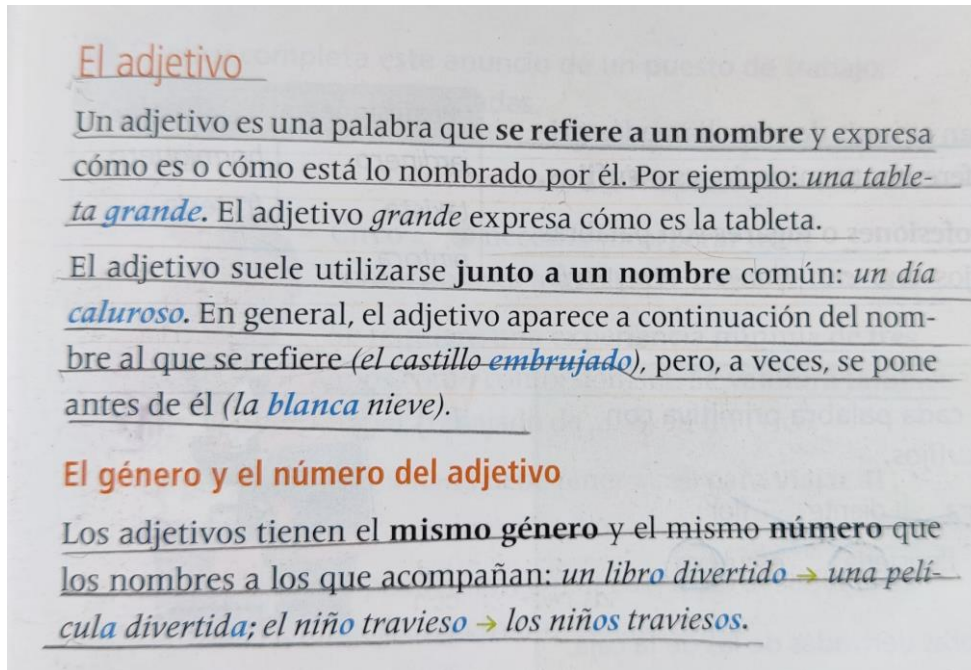 El adjetivo
Un adjetivo es una palabra que se refiere a un nombre y expresa
cómo es o cómo está lo nombrado por él. Por ejemplo: una table-
ta grande. El adjetivo grande expresa cómo es la tableta.
El adjetivo suele utilizarse junto a un nombre común: un día
caluroso. En general, el adjetivo aparece a continuación del nom-
bre al que se refiere (el castillo embrujado), pero, a veces, se pone
antes de él (la blanca nieve).
El género y el número del adjetivo
Los adjetivos tienen el mismo género y el mismo número que
los nombres a los que acompañan: un libro divertido → una pelí-
cula divertida; el niño travieso → los niños traviesos.